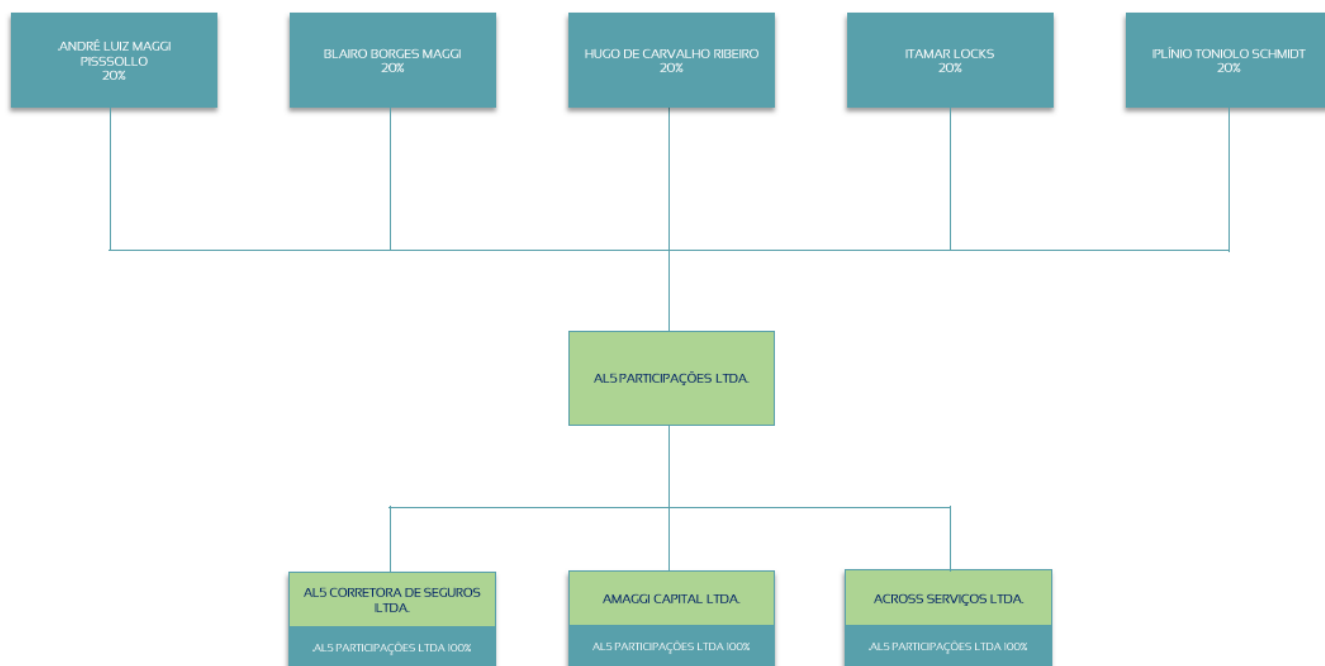 ANDRÉ LUIZ MAGGI
PISSSOLLO
20%
BLAIRO BORGES MAGGI
20%
HUGO DE CARVALHO RIBEIRO
20%
ITAMAR LOCKS
20%
IPLÍNIO TONIOLO SCHMIDT
20%
AL5 PARTICIPAÇÕES LTDA.
AL5 CORRETORA DE SEGUROS
ILTDA.
AMAGGI CAPITAL LTDA.
ACROSS SERVIÇOS LTDA.
AL5 PARTICIPAÇÕES LTDA 100%
AL5 PARTICIPAÇÕES LTDA 100%
AL5 PARTICIPAÇÕES LTDA 100%